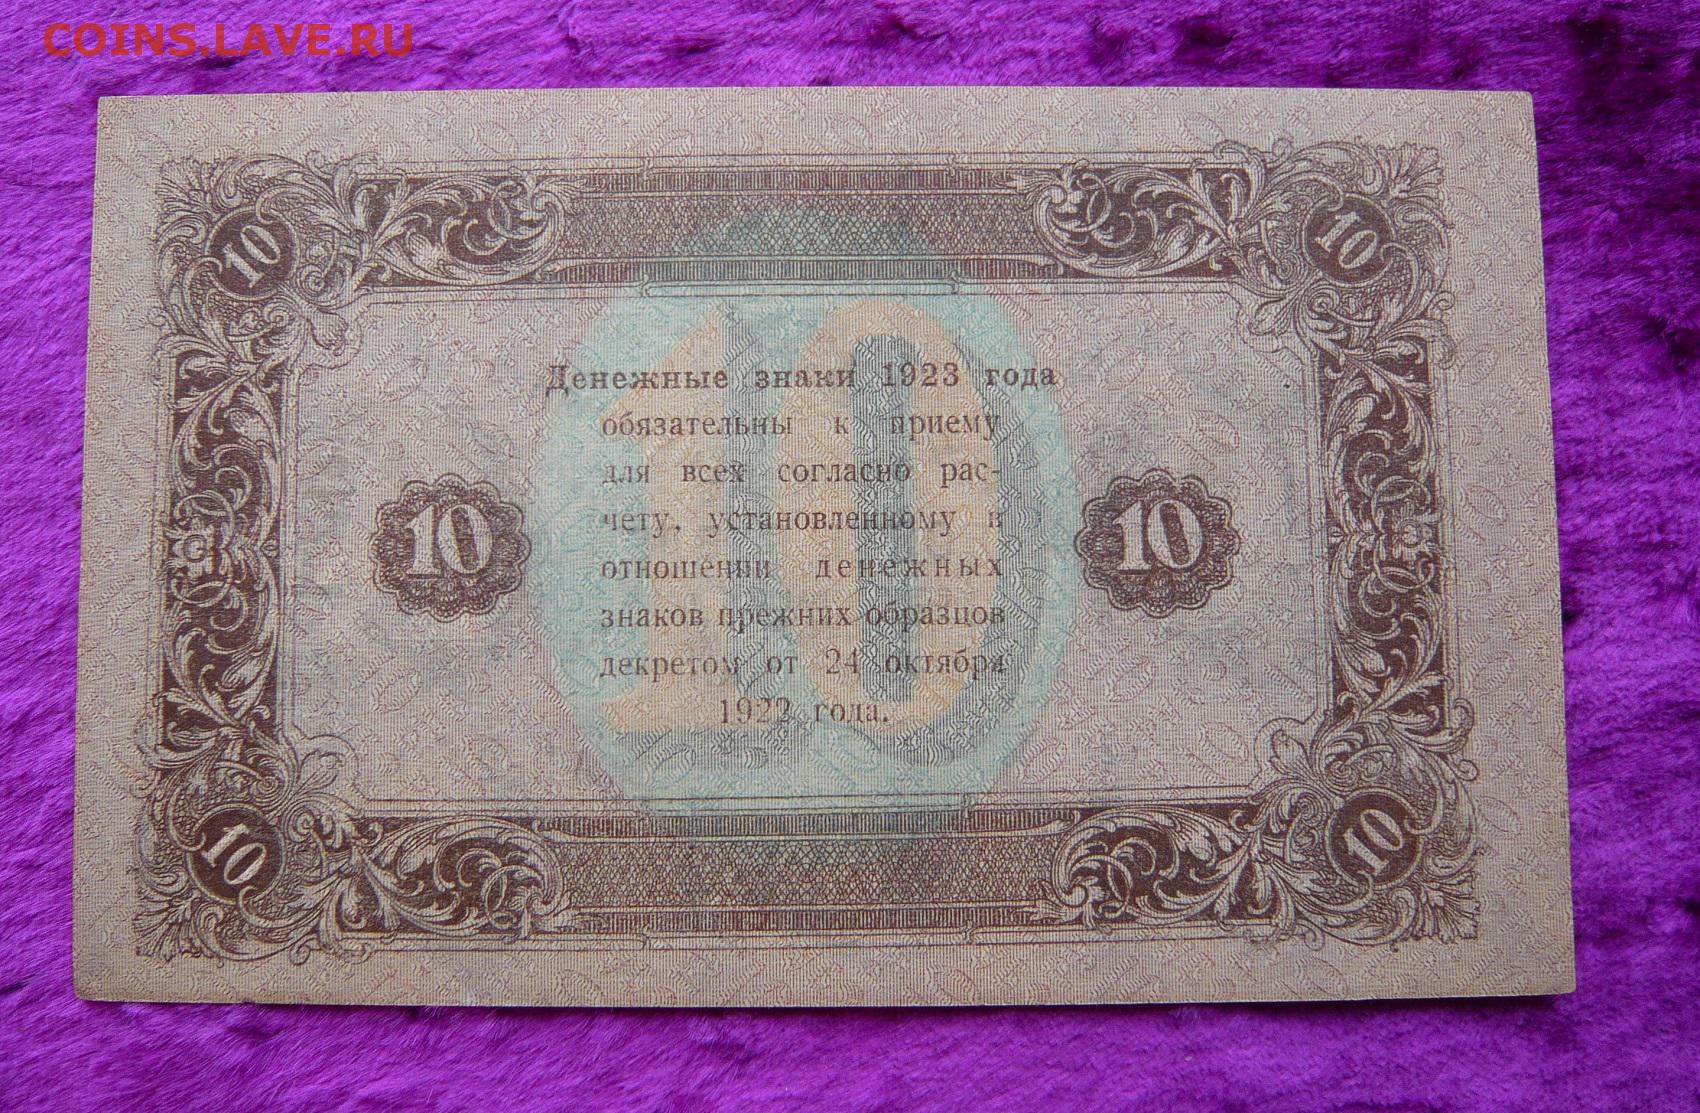 COINS.LAVE.RU
10 10
10
Денежные знаки 1923 года
обязательны к приему
для всех согласно рас-
чету, установленному в
отношении денежных
знаков прежних образцов
декретом от 24 октября
1922 года.
10 10
10 10